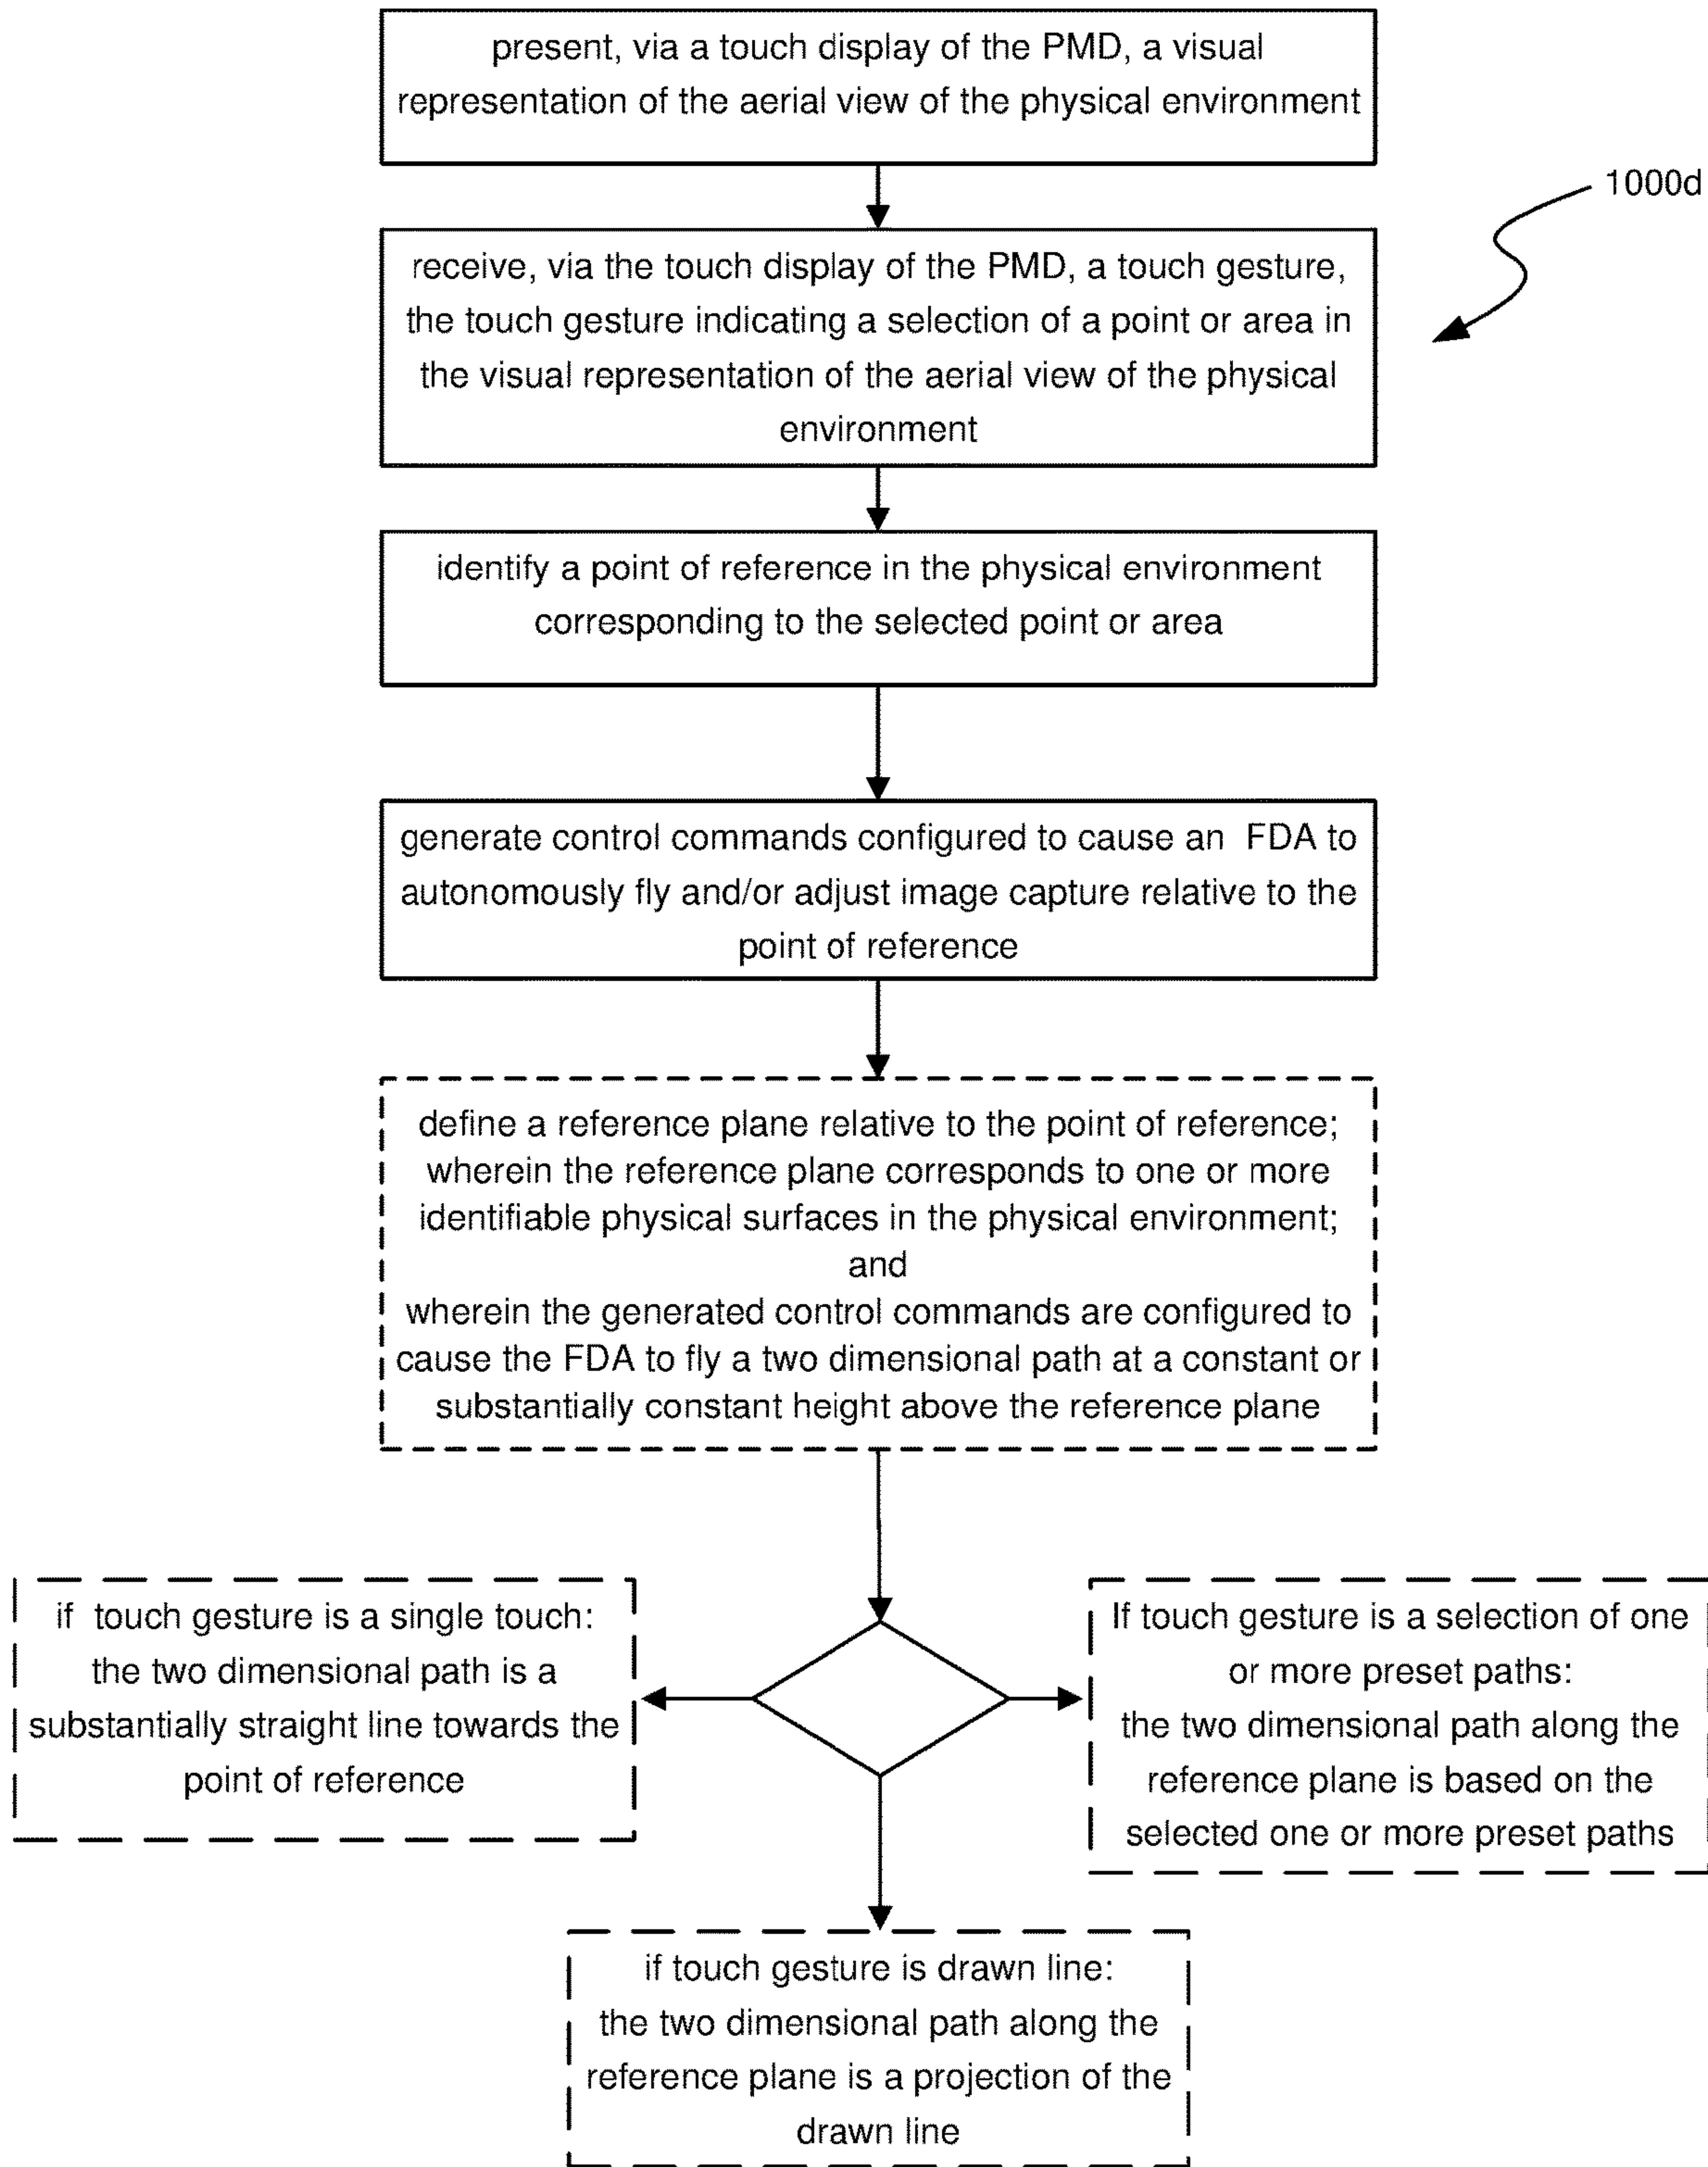 present, via a touch display of the PMD, a visual
representation of the aerial view of the physical environment
1000d
receive, via the touch display of the PMD, a touch gesture,
the touch gesture indicating a selection of a point or area in
the visual representation of the aerial view of the physical
environment
identify a point of reference in the physical environment
corresponding to the selected point or area
generate control commands configured to cause an FDA to
autonomously fly and/or adjust image capture relative to the
point of reference
define a reference plane relative to the point of reference;
wherein the reference plane corresponds to one or more
identifiable physical surfaces in the physical environment;
and
wherein the generated control commands are configured to
cause the FDA to fly a two dimensional path at a constant or
substantially constant height above the reference plane
if touch gesture is a single touch:
the two dimensional path is a
substantially straight line towards the
point of reference
If touch gesture is a selection of one
or more preset paths:
the two dimensional path along the
reference plane is based on the
selected one or more preset paths
if touch gesture is drawn line:
the two dimensional path along the
reference plane is a projection of the
drawn line